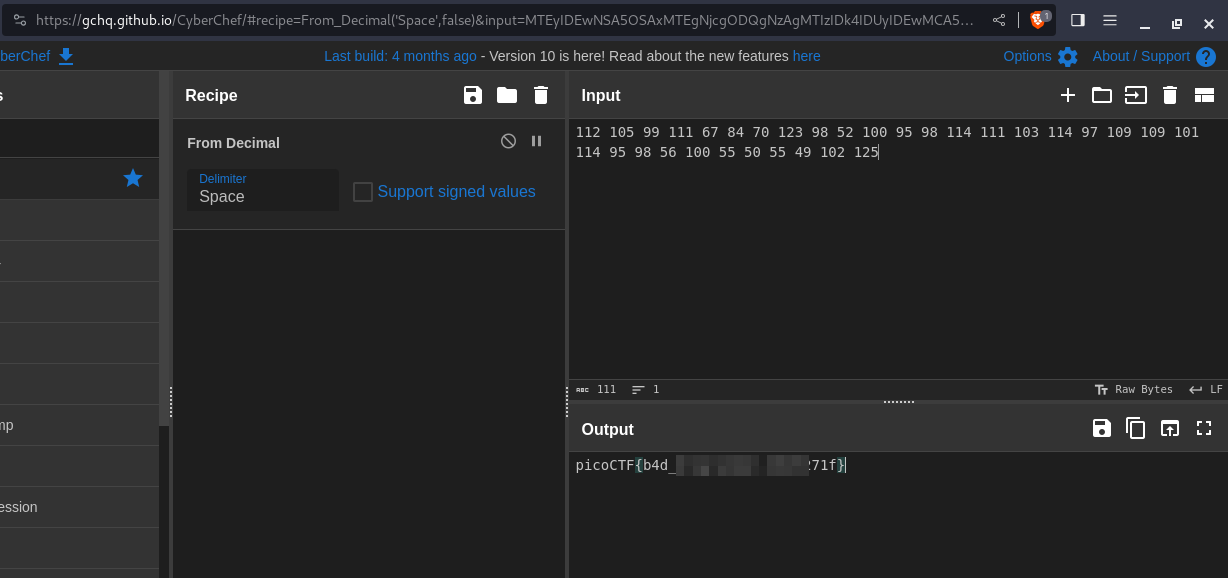 https://gchq.github.io/CyberChef/#recipe=From_Decimal('Space',false)&input=MTEyIDEwNSA5OSAxMTEgNjcgODQgNzAgMTIzIDk4IDUyIDEwMCA5NSA5...
1
berChef
Last build: 4 months ago - Version 10 is here! Read about the new features here
Options
About / Support
s
Recipe
Input
From Decimal
Delimiter
Space
Support signed values
112 105 99 111 67 84 70 123 98 52 100 95 98 114 111 103 114 97 109 109 101
114 95 98 56 100 55 50 55 49 102 125
mp
ession
ABC 111
1
Raw Bytes
LF
Output
picoCTF{b4d_
71f}